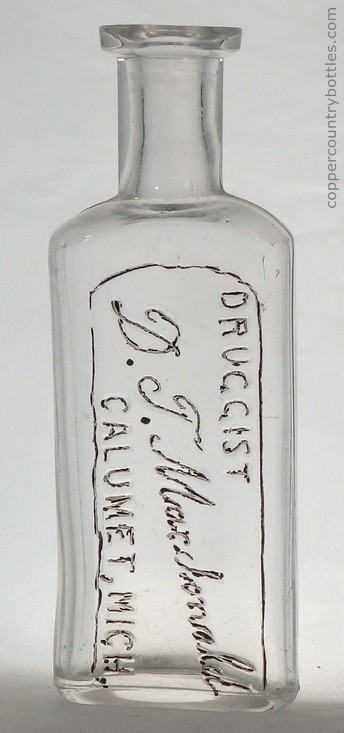 DRUGGIST
D. T. Macdonald
CALUMET, MICH.
coppercountrybottles.com